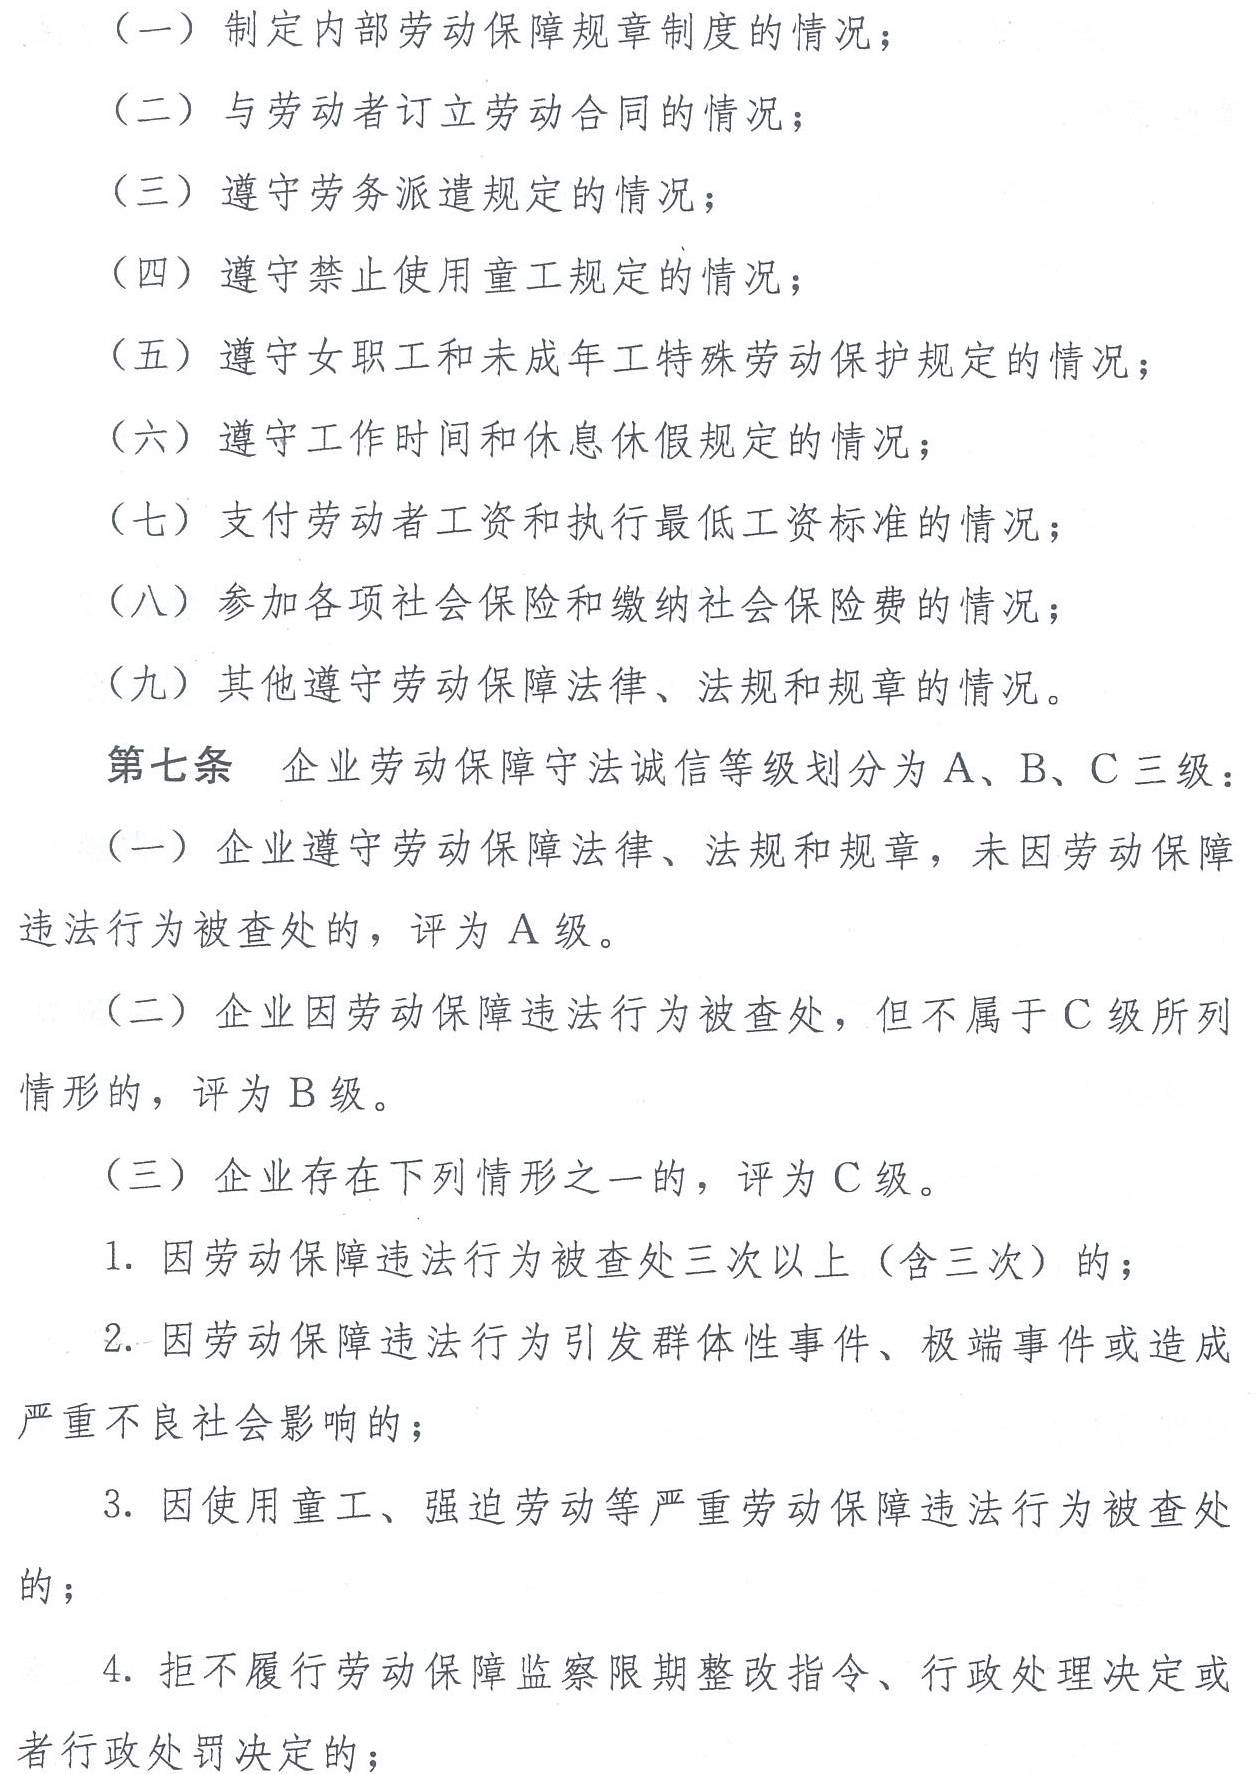 （一）制定内部劳动保障规章制度的情况；
（二）与劳动者订立劳动合同的情况；
（三）遵守劳务派遣规定的情况；
（四）遵守禁止使用童工规定的情况；
（五）遵守女职工和未成年工特殊劳动保护规定的情况；
（六）遵守工作时间和休息休假规定的情况；
（七）支付劳动者工资和执行最低工资标准的情况；
（八）参加各项社会保险和缴纳社会保险费的情况；
（九）其他遵守劳动保障法律、法规和规章的情况。
第七条 企业劳动保障守法诚信等级划分为 A、B、C 三级：
（一）企业遵守劳动保障法律、法规和规章，未因劳动保障
违法行为被查处的，评为 A 级。
（二）企业因劳动保障违法行为被查处，但不属于 C 级所列
情形的，评为 B 级。
（三）企业存在下列情形之一的，评为 C 级。
1. 因劳动保障违法行为被查处三次以上（含三次）的；
2. 因劳动保障违法行为引发群体性事件、极端事件或造成
严重不良社会影响的；
3. 因使用童工、强迫劳动等严重劳动保障违法行为被查处
的；
4. 拒不履行劳动保障监察限期整改指令、行政处理决定或
者行政处罚决定的；